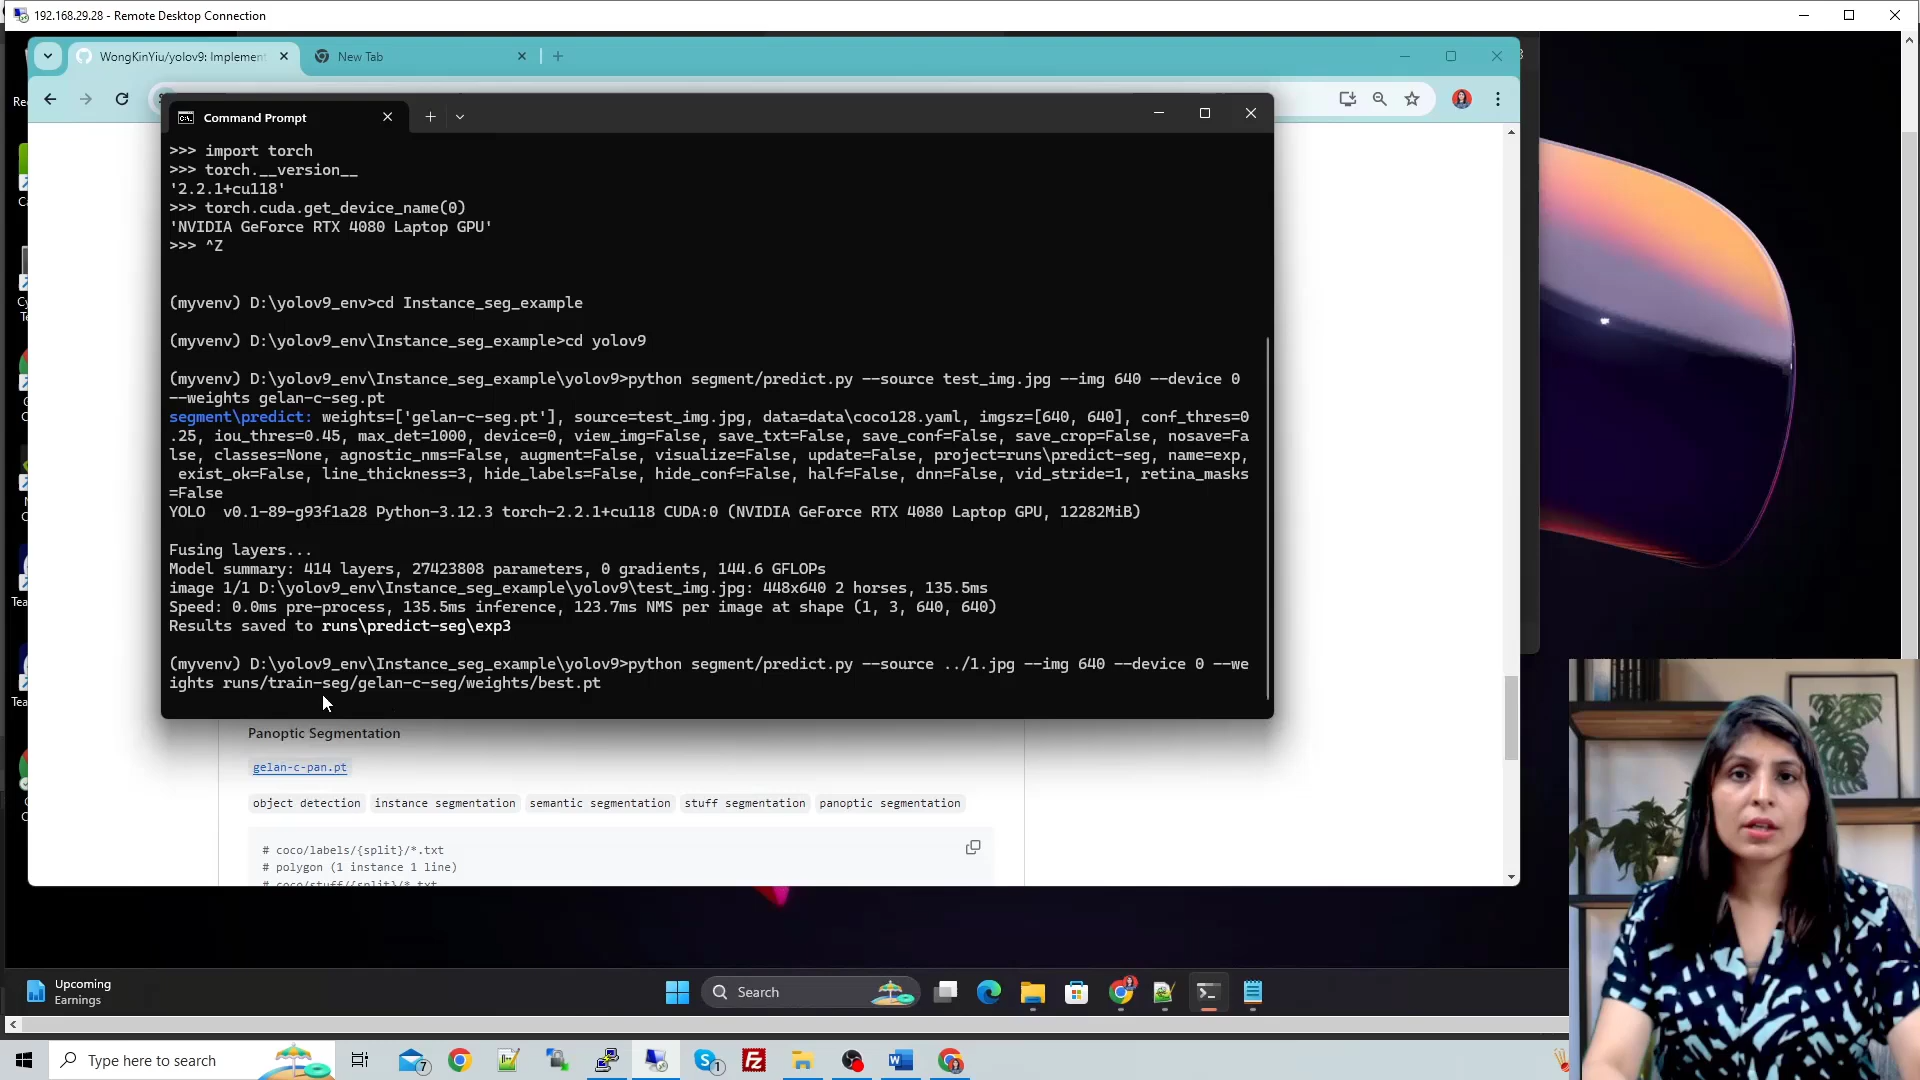 192.168.29.28 - Remote Desktop Connection
WongKinYiu/yolov9: Implement
New Tab
Command Prompt
>>> import torch
>>> torch.__version__
'2.2.1+cu118'
>>> torch.cuda.get_device_name(0)
'NVIDIA GeForce RTX 4080 Laptop GPU'
>>> ^Z
(myvenv) D:\yolov9_env>cd Instance_seg_example
(myvenv) D:\yolov9_env\Instance_seg_example>cd yolov9
(myvenv) D:\yolov9_env\Instance_seg_example\yolov9>python segment/predict.py --source test_img.jpg --img 640 --device 0
--weights gelan-c-seg.pt
segment\predict: weights=['gelan-c-seg.pt'], source=test_img.jpg, data=data\coco128.yaml, imgsz=[640, 640], conf_thres=0
.25, iou_thres=0.45, max_det=1000, device=0, view_img=False, save_txt=False, save_conf=False, save_crop=False, nosave=Fa
lse, classes=None, agnostic_nms=False, augment=False, visualize=False, update=False, project=runs\predict-seg, name=exp,
exist_ok=False, line_thickness=3, hide_labels=False, hide_conf=False, half=False, dnn=False, vid_stride=1, retina_masks
=False
YOLO  v0.1-89-g93f1a28 Python-3.12.3 torch-2.2.1+cu118 CUDA:0 (NVIDIA GeForce RTX 4080 Laptop GPU, 12282MiB)
Fusing layers...
Model summary: 414 layers, 27423808 parameters, 0 gradients, 144.6 GFLOPs
image 1/1 D:\yolov9_env\Instance_seg_example\yolov9\test_img.jpg: 448x640 2 horses, 135.5ms
Speed: 0.0ms pre-process, 135.5ms inference, 123.7ms NMS per image at shape (1, 3, 640, 640)
Results saved to runs\predict-seg\exp3
(myvenv) D:\yolov9_env\Instance_seg_example\yolov9>python segment/predict.py --source ../1.jpg --img 640 --device 0 --we
ights runs/train-seg/gelan-c-seg/weights/best.pt
Panoptic Segmentation
gelan-c-pan.pt
object detection instance segmentation semantic segmentation stuff segmentation panoptic segmentation
# coco/labels/{split}/*.txt
# polygon (1 instance 1 line)
# coco/stuff/{split}/*.txt
Upcoming
Earnings
Search
Type here to search
7
1